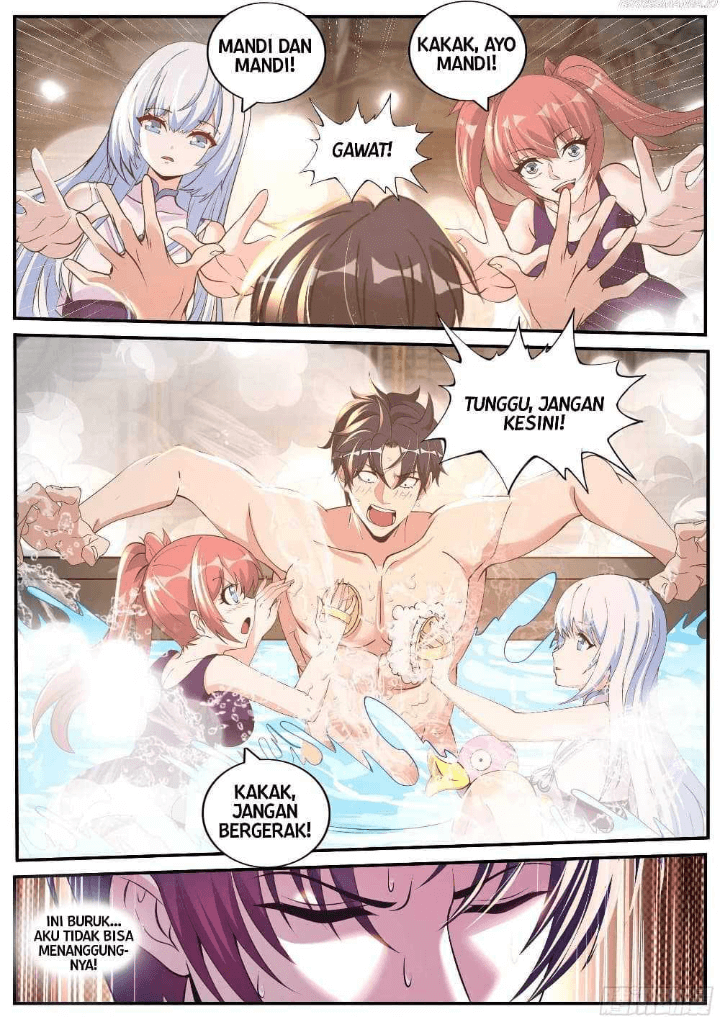 MANDI DAN
MANDI!
KAKAK, AYO
MANDI!
GAWAT!
TUNGGU, JANGAN
KESINI!
KAKAK,
JANGAN
BERGERAK!
INI BURUK...
AKU TIDAK BISA
MENANGGUNG-
NYA!